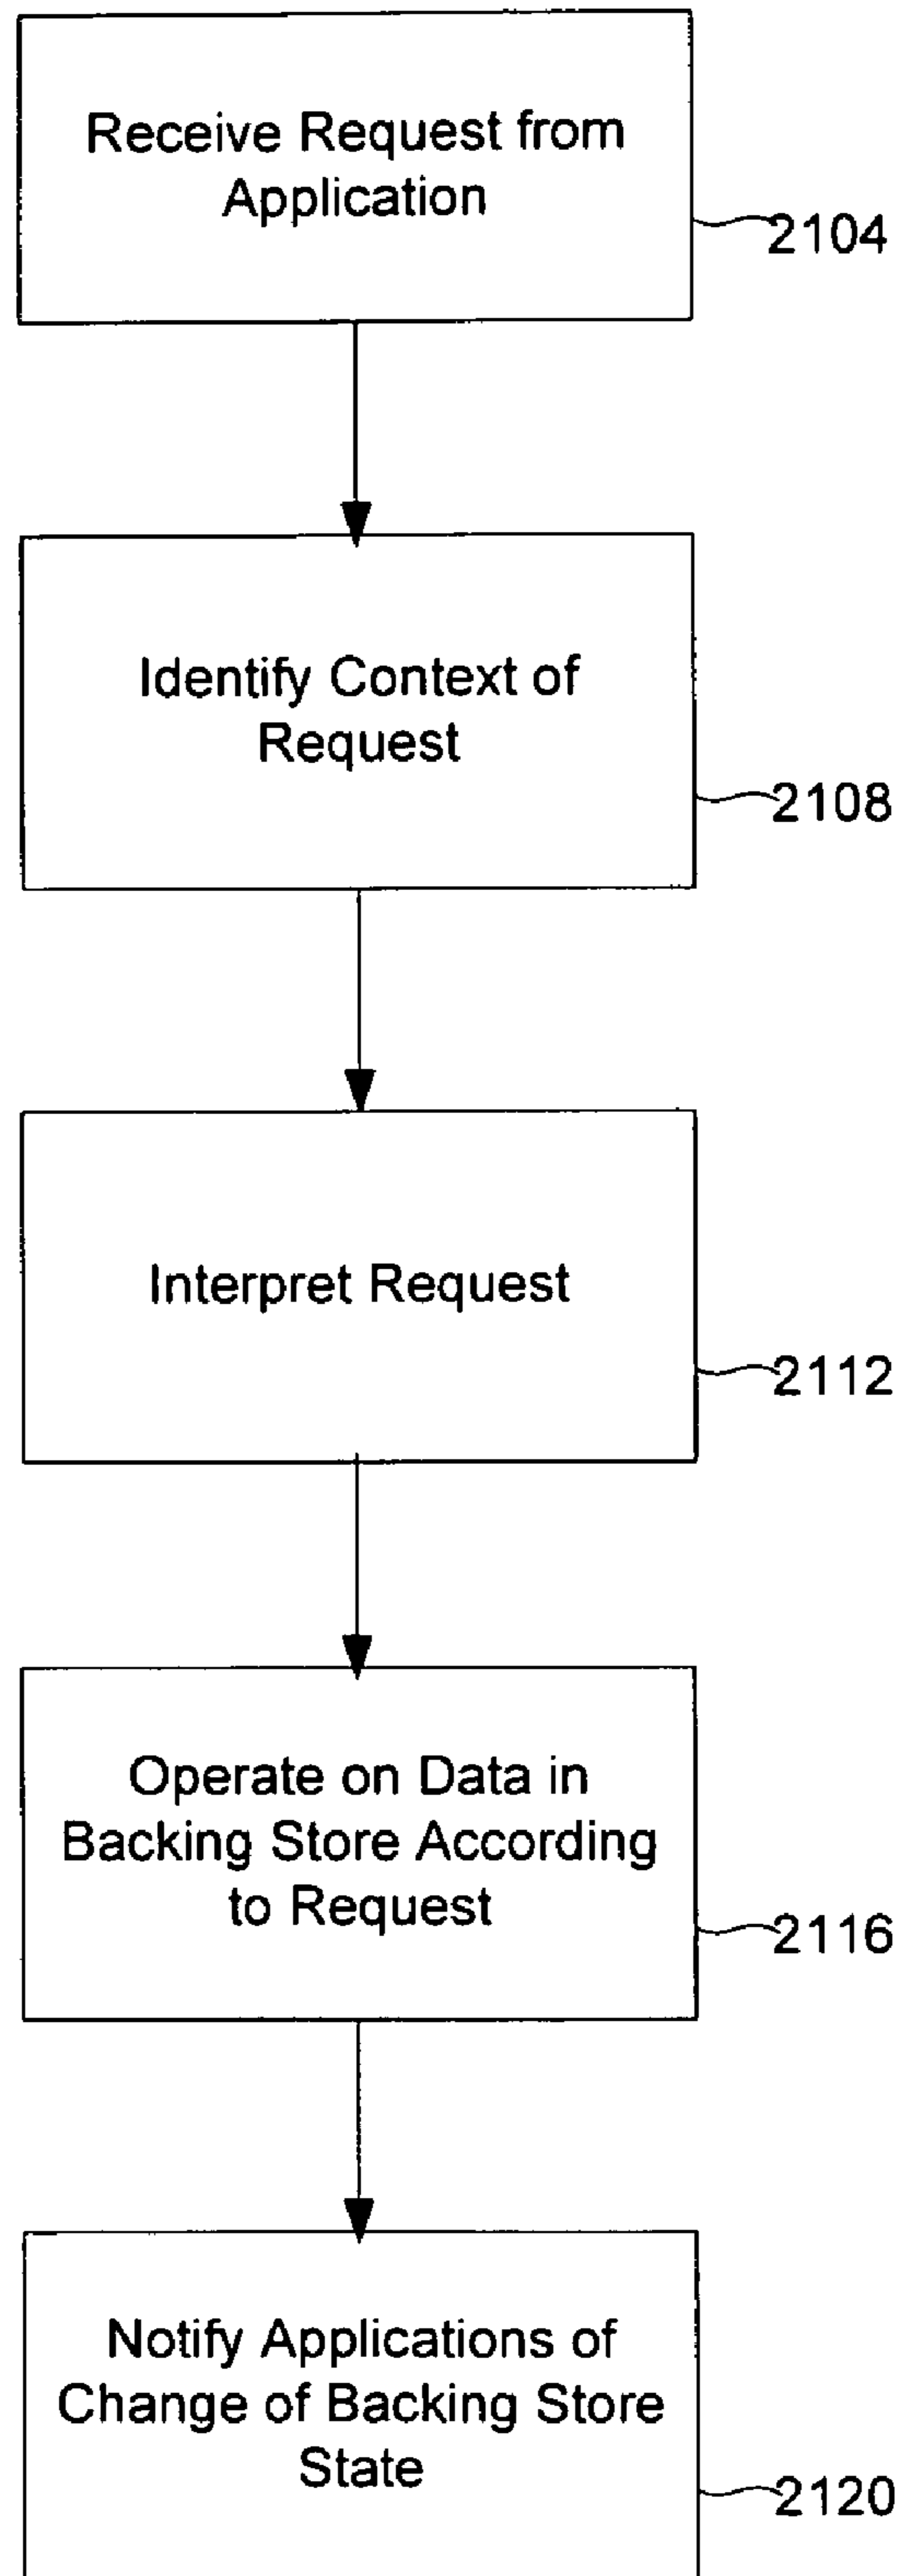 Receive Request from
Application
2104
Identify Context of
Request
2108
Interpret Request
2112
Operate on Data in
Backing Store According
to Request
2116
Notify Applications of
Change of Backing Store
State
2120